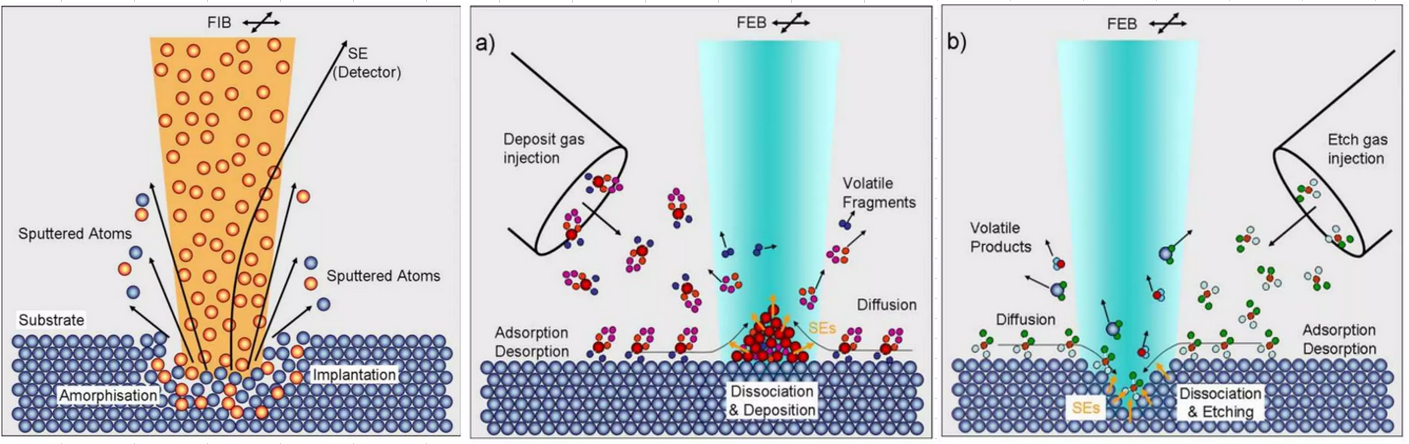 FIB
SE
(Detector)
Sputtered Atoms
Sputtered Atoms
Substrate
Implantation
Amorphisation
a)
FEB
Deposit gas
injection
Volatile
Fragments
Diffusion
SEs
Adsorption
Desorption
Dissociation
& Deposition
b)
FEB
Etch gas
injection
Volatile
Products
Diffusion
Adsorption
Desorption
SEs
Dissociation
& Etching